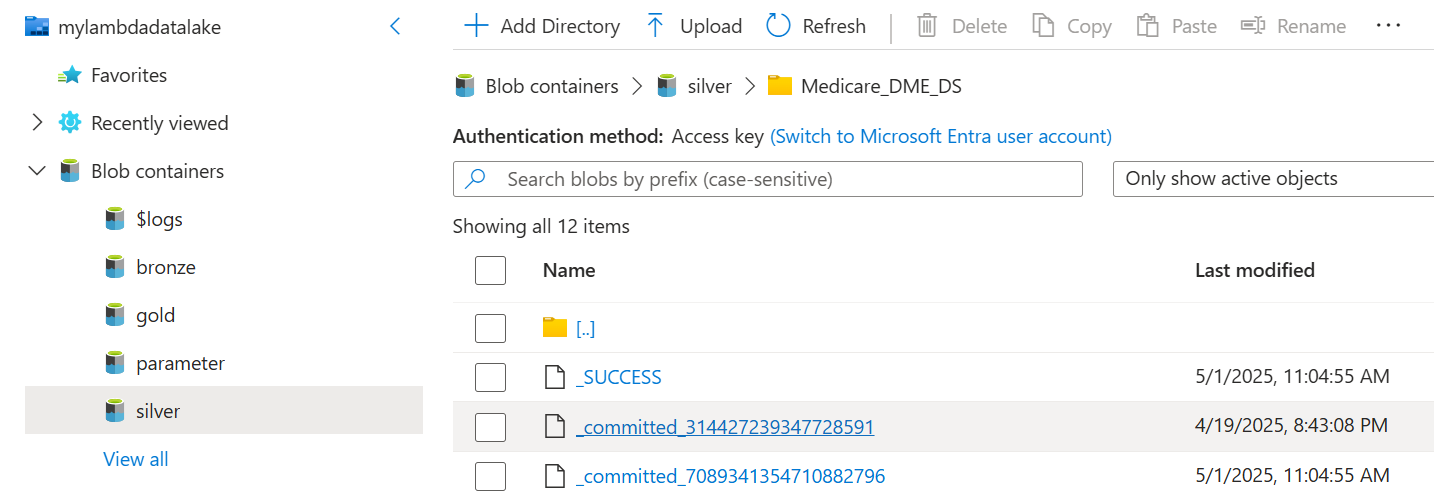 mylambdadatalake
Favorites
Recently viewed
Blob containers
$logs
bronze
gold
parameter
silver
View all
Add Directory Upload Refresh Delete Copy Paste Rename ...
Blob containers > silver > Medicare_DME_DS
Authentication method: Access key (Switch to Microsoft Entra user account)
Search blobs by prefix (case-sensitive) Only show active objects
Showing all 12 items
Name Last modified
[..]
_SUCCESS 5/1/2025, 11:04:55 AM
_committed_314427239347728591 4/19/2025, 8:43:08 PM
_committed_7089341354710882796 5/1/2025, 11:04:55 AM